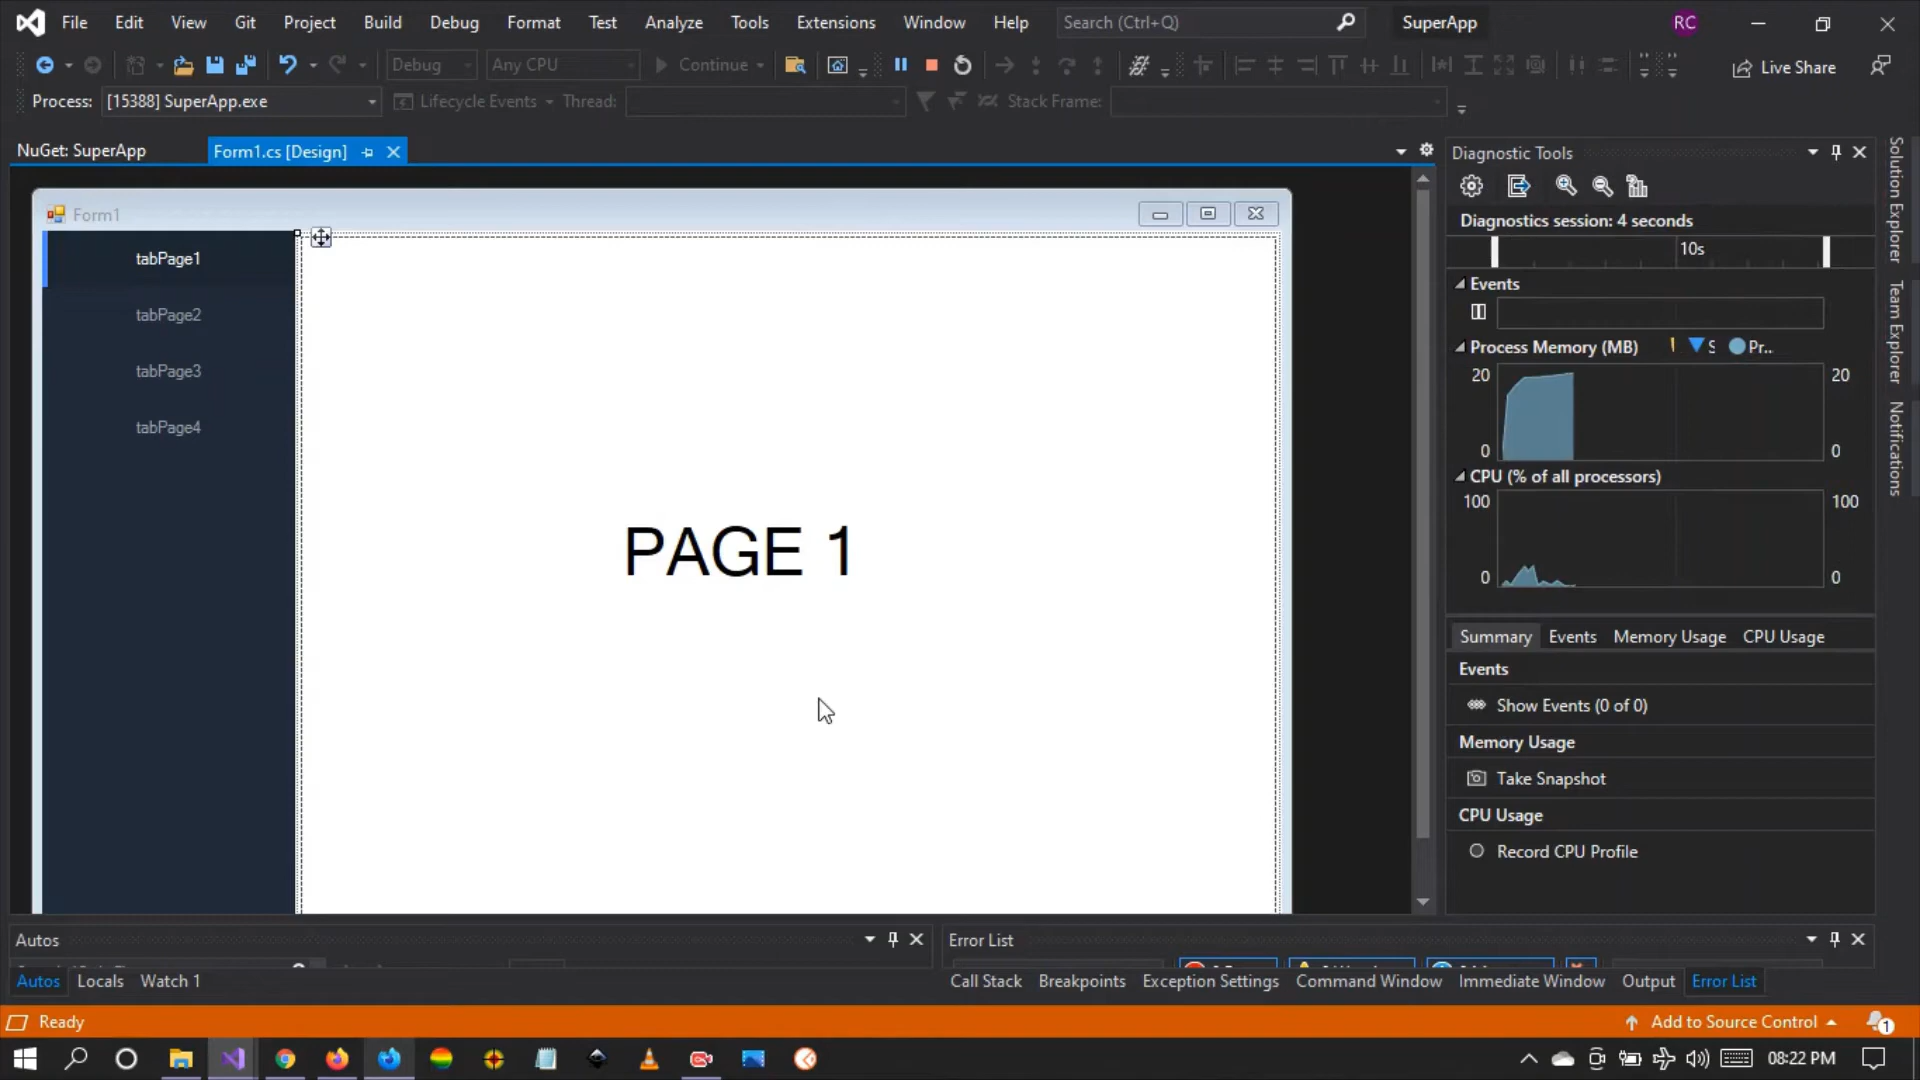 File Edit View Git Project Build Debug Format Test Analyze Tools Extensions Window Help Search (Ctrl+Q) SuperApp RC
Debug Any CPU Continue Live Share
Process: [15388] SuperApp.exe Lifecycle Events Thread: Stack Frame:
NuGet: SuperApp Form1.cs [Design]
Form1
tabPage1
tabPage2
tabPage3
tabPage4
PAGE 1
Diagnostic Tools
Diagnostics session: 4 seconds
10s
Events
Process Memory (MB) S Pr...
20 20
0 0
CPU (% of all processors)
100 100
0 0
Summary Events Memory Usage CPU Usage
Events
Show Events (0 of 0)
Memory Usage
Take Snapshot
CPU Usage
Record CPU Profile
Solution Explorer
Team Explorer
Notifications
Autos
Error List
Autos Locals Watch 1
Call Stack Breakpoints Exception Settings Command Window Immediate Window Output Error List
Ready
Add to Source Control 1
08:22 PM